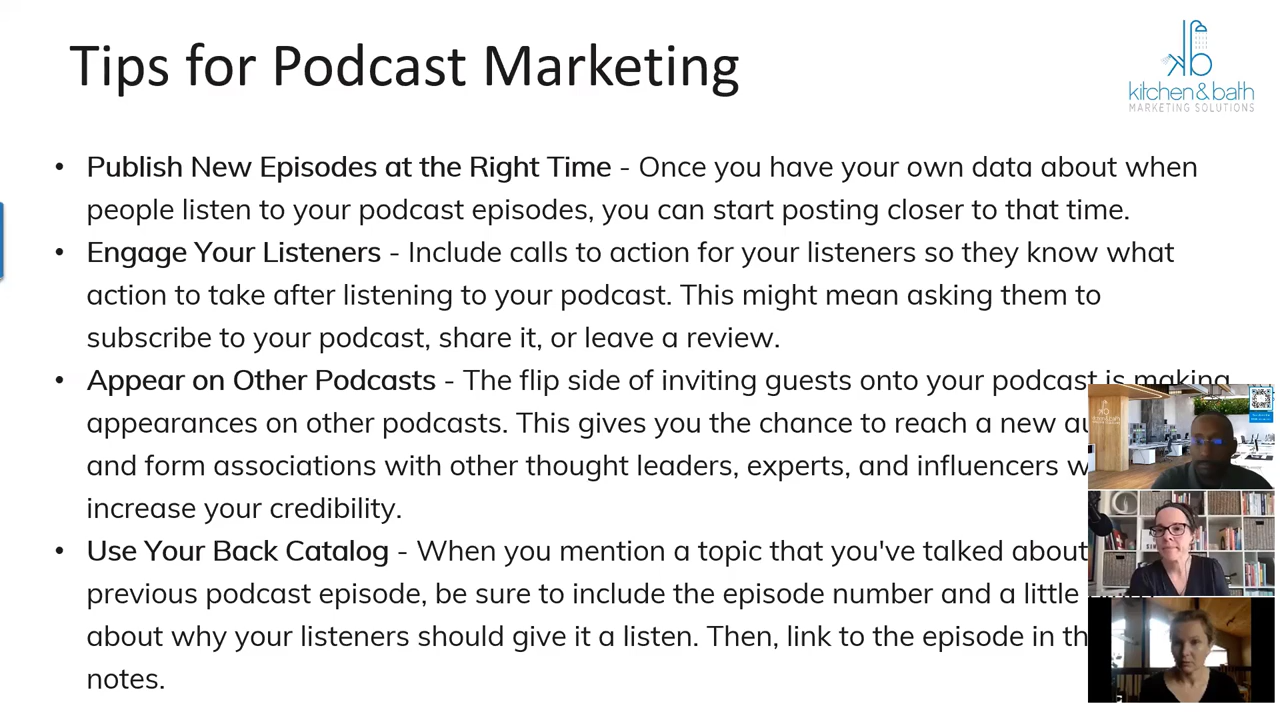 Tips for Podcast Marketing
kb
kitchen & bath
MARKETING SOLUTIONS
• Publish New Episodes at the Right Time - Once you have your own data about when
people listen to your podcast episodes, you can start posting closer to that time.
• Engage Your Listeners - Include calls to action for your listeners so they know what
action to take after listening to your podcast. This might mean asking them to
subscribe to your podcast, share it, or leave a review.
• Appear on Other Podcasts - The flip side of inviting guests onto your podcast is making
appearances on other podcasts. This gives you the chance to reach a new
and form associations with other thought leaders, experts, and influencers
increase your credibility.
• Use Your Back Catalog - When you mention a topic that you've talked about
previous podcast episode, be sure to include the episode number and a little
about why your listeners should give it a listen. Then, link to the episode in
notes.